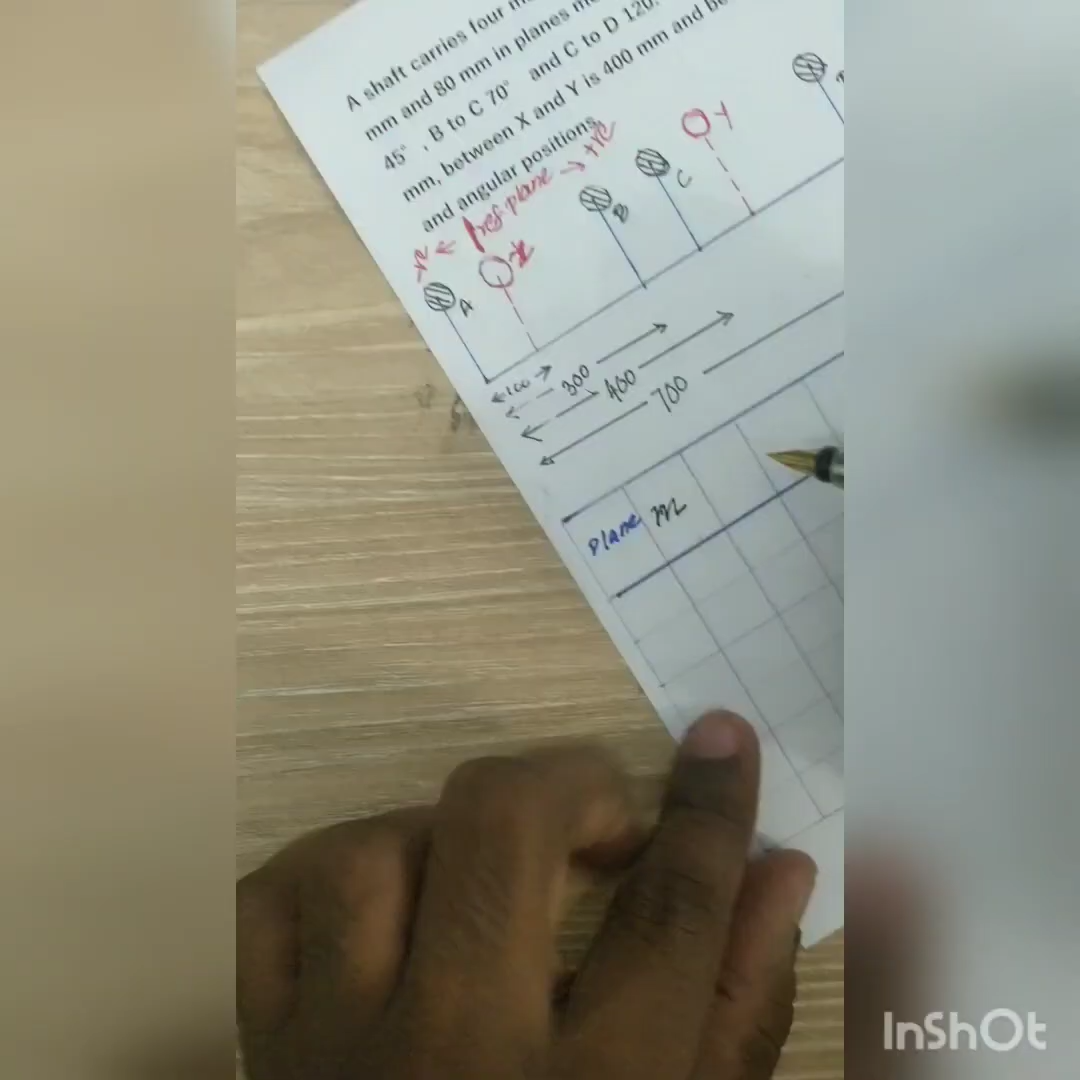 A shaft carries four
mm and 80 mm in planes
45°, B to C 70° and C to D 120.
mm, between X and Y is 400 mm and
and angular positions.
-ve ← ref. plane → +ve
A
X
B
C
Y
100
300
400
700
plane m
InShOt